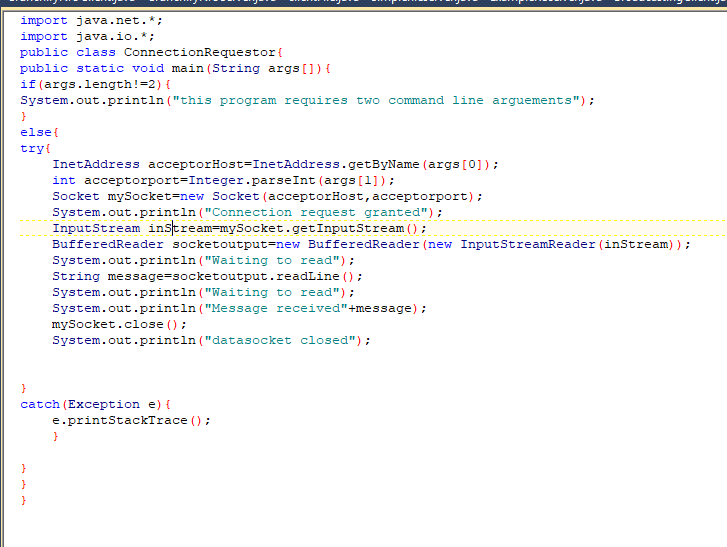 import java.net.*;
import java.io.*;
public class ConnectionRequestor{
public static void main(String args[]){
if(args.length!=2){
System.out.println("this program requires two command line arguements");
}
else{
try{
    InetAddress acceptorHost=InetAddress.getByName(args[0]);
    int acceptorport=Integer.parseInt(args[1]);
    Socket mySocket=new Socket(acceptorHost,acceptorport);
    System.out.println("Connection request granted");
    InputStream inStream=mySocket.getInputStream();
    BufferedReader socketoutput=new BufferedReader(new InputStreamReader(inStream));
    System.out.println("Waiting to read");
    String message=socketoutput.readLine();
    System.out.println("Waiting to read");
    System.out.println("Message received"+message);
    mySocket.close();
    System.out.println("datasocket closed");
}
catch(Exception e){
    e.printStackTrace();
    }
}
}
}